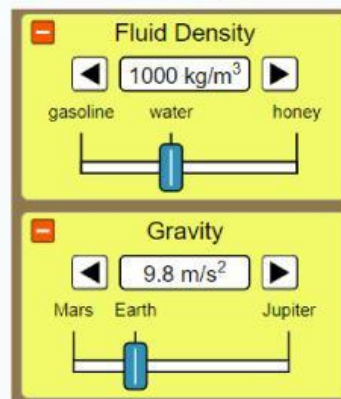 Fluid Density
1000 kg/m³
gasoline water honey
Gravity
9.8 m/s²
Mars Earth Jupiter